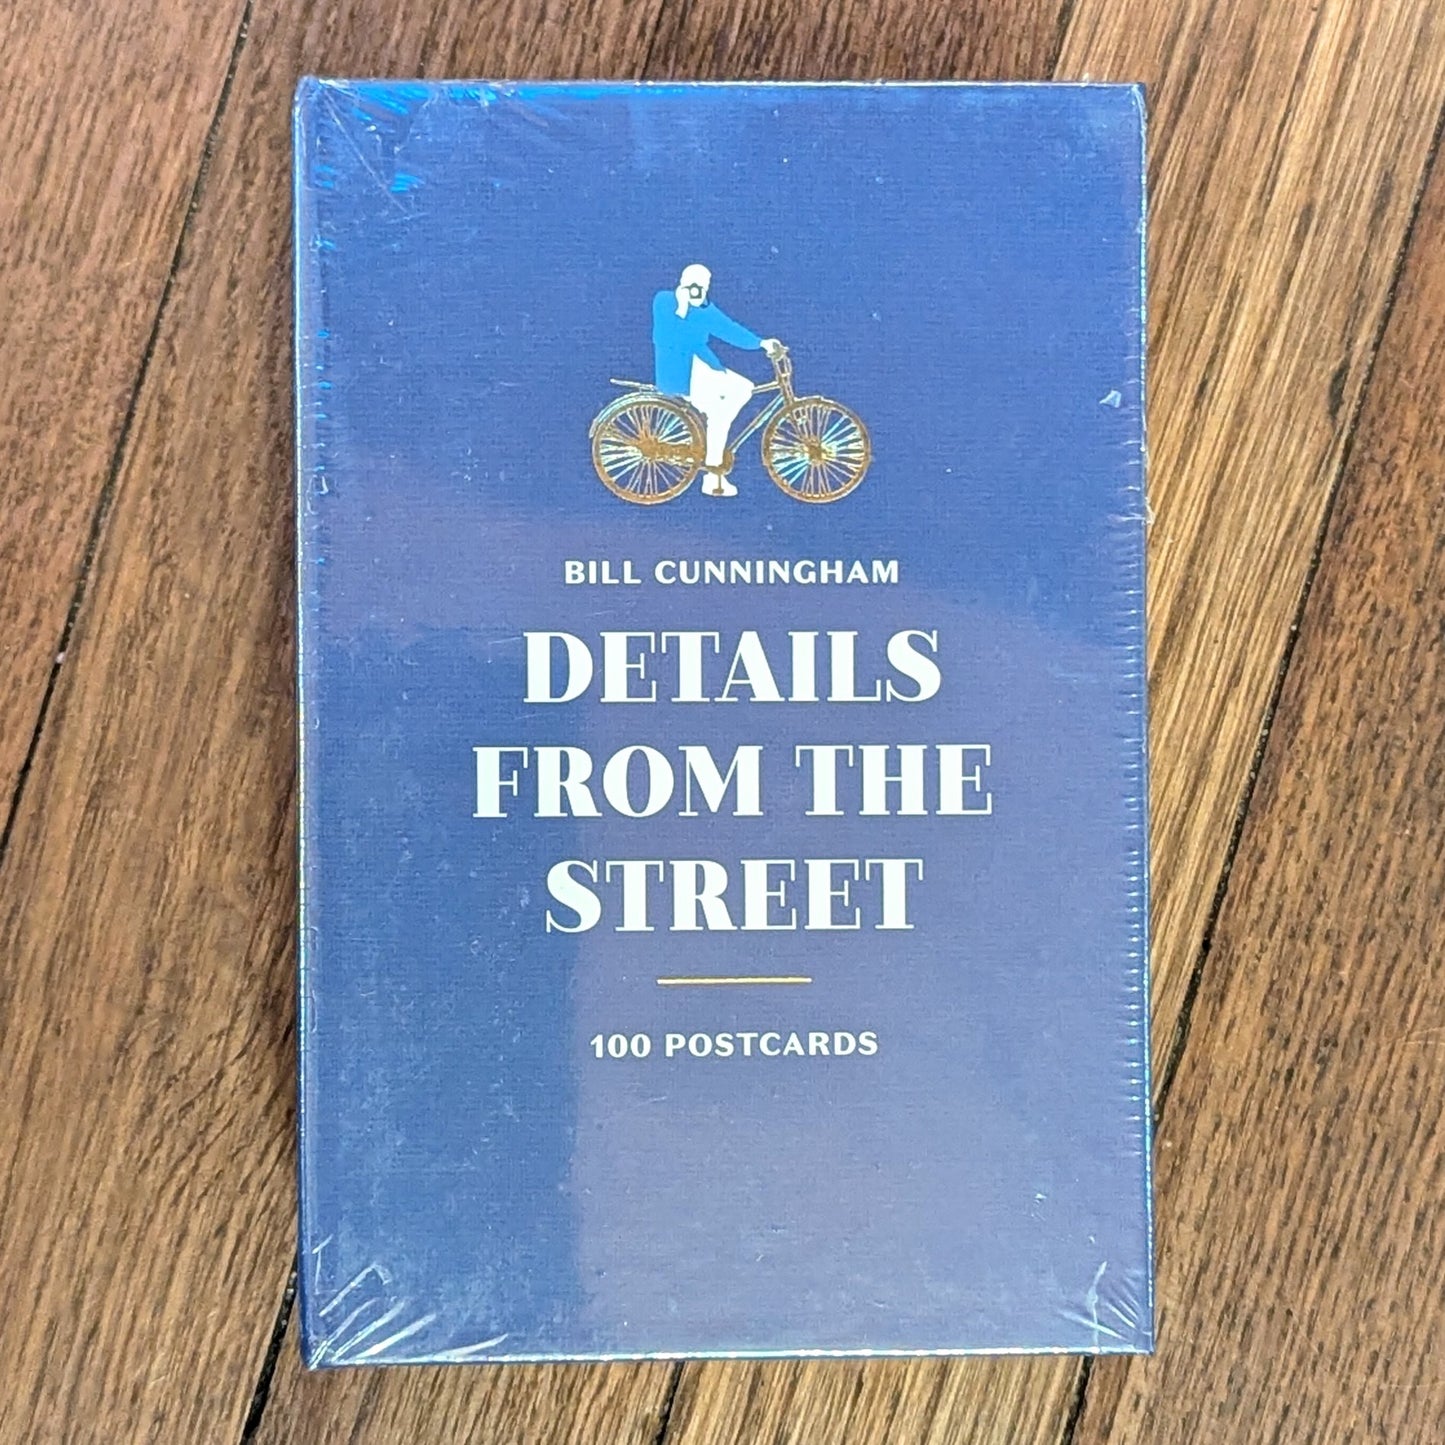 BILL CUNNINGHAM
DETAILS
FROM THE
STREET
100 POSTCARDS